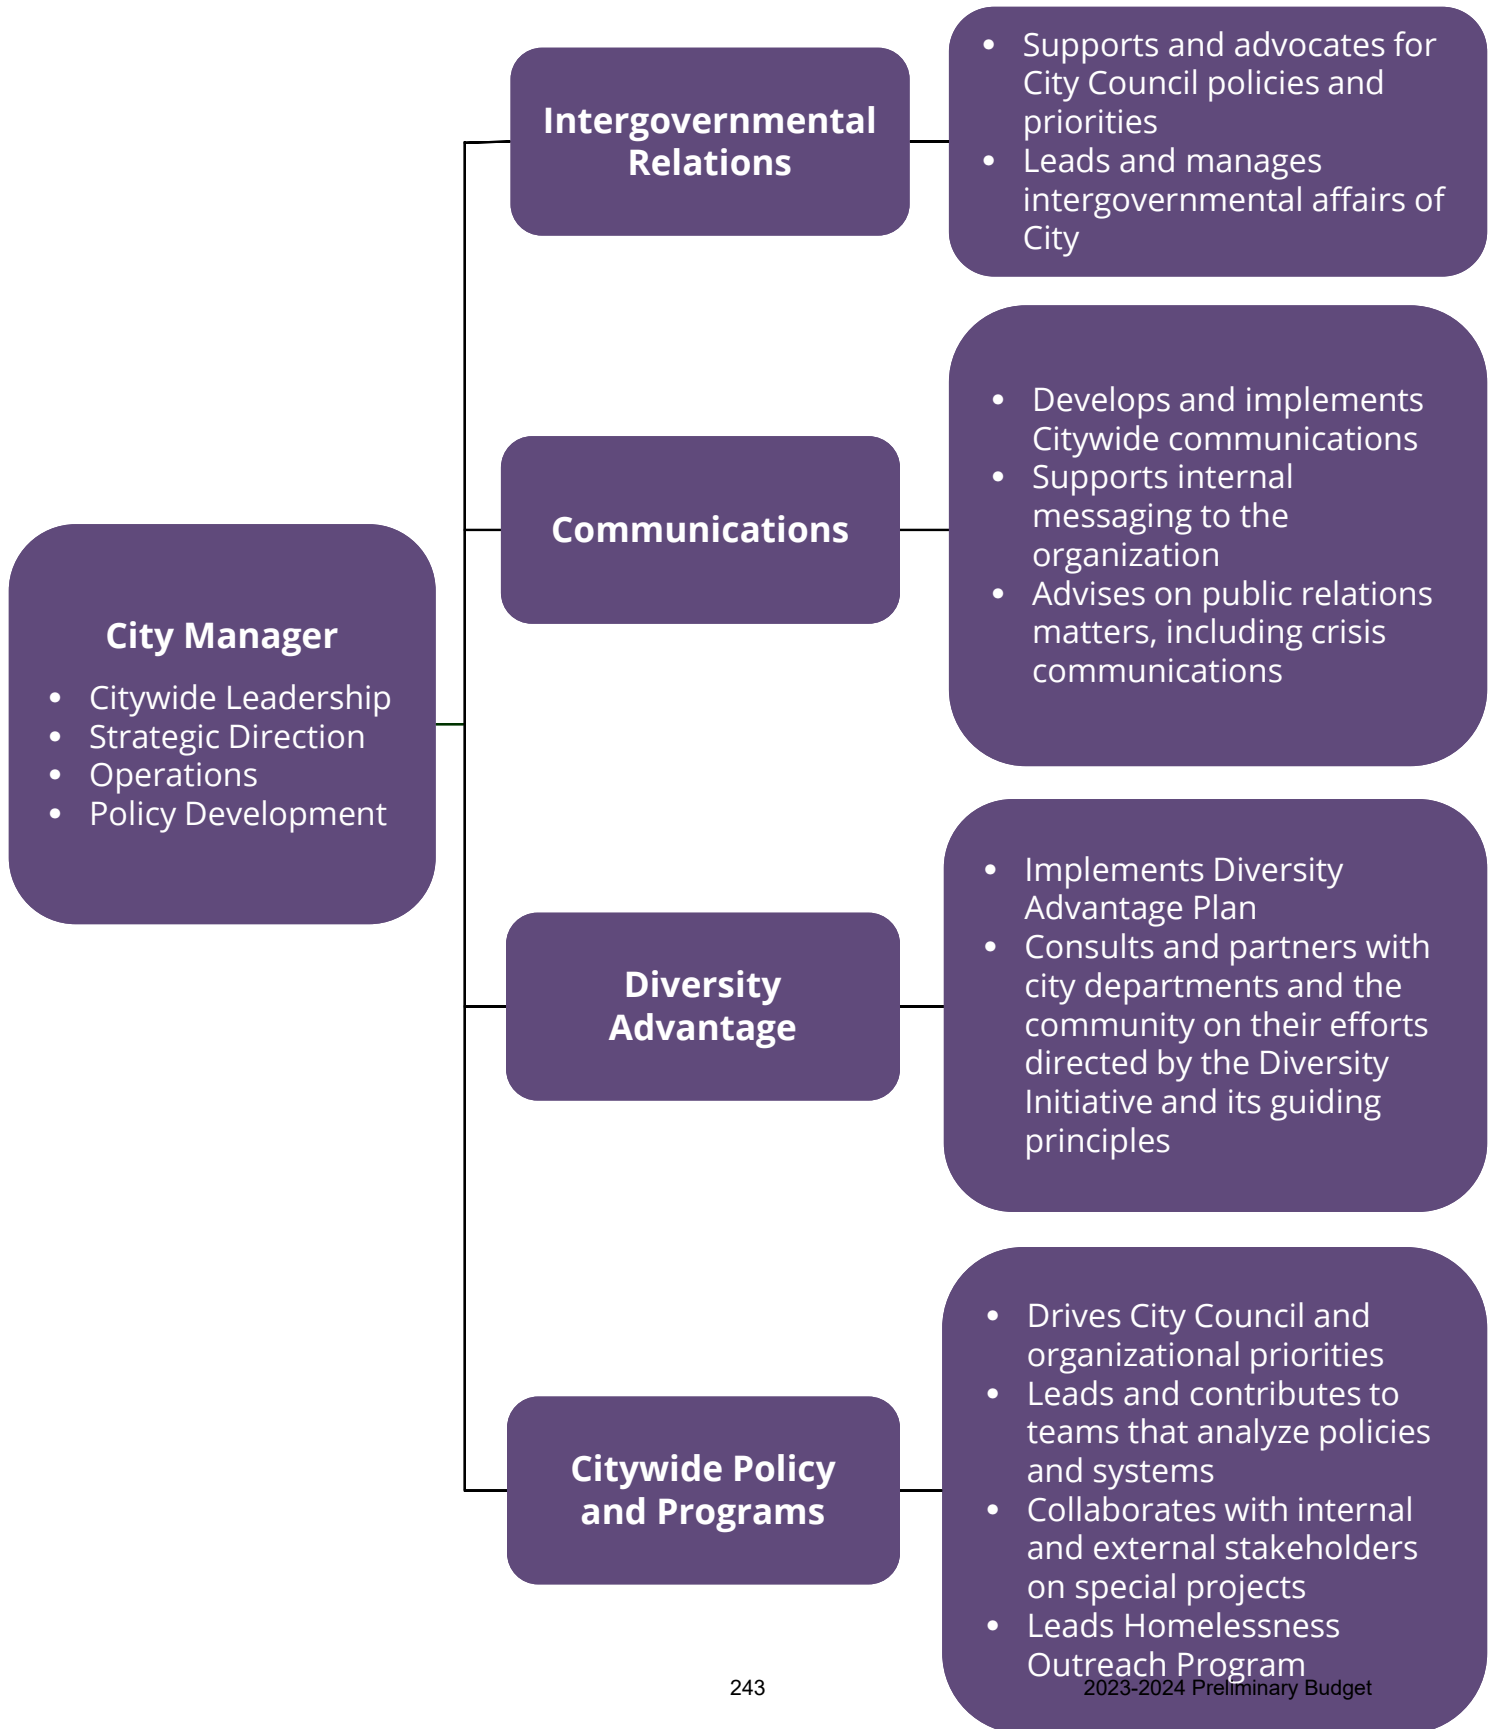 City Manager
• Citywide Leadership
• Strategic Direction
• Operations
• Policy Development
Intergovernmental
Relations
• Supports and advocates for
City Council policies and
priorities
• Leads and manages
intergovernmental affairs of
City
Communications
• Develops and implements
Citywide communications
• Supports internal
messaging to the
organization
• Advises on public relations
matters, including crisis
communications
Diversity
Advantage
• Implements Diversity
Advantage Plan
• Consults and partners with
city departments and the
community on their efforts
directed by the Diversity
Initiative and its guiding
principles
Citywide Policy
and Programs
• Drives City Council and
organizational priorities
• Leads and contributes to
teams that analyze policies
and systems
• Collaborates with internal
and external stakeholders
on special projects
• Leads Homelessness
Outreach Program
243
2023-2024 Preliminary Budget